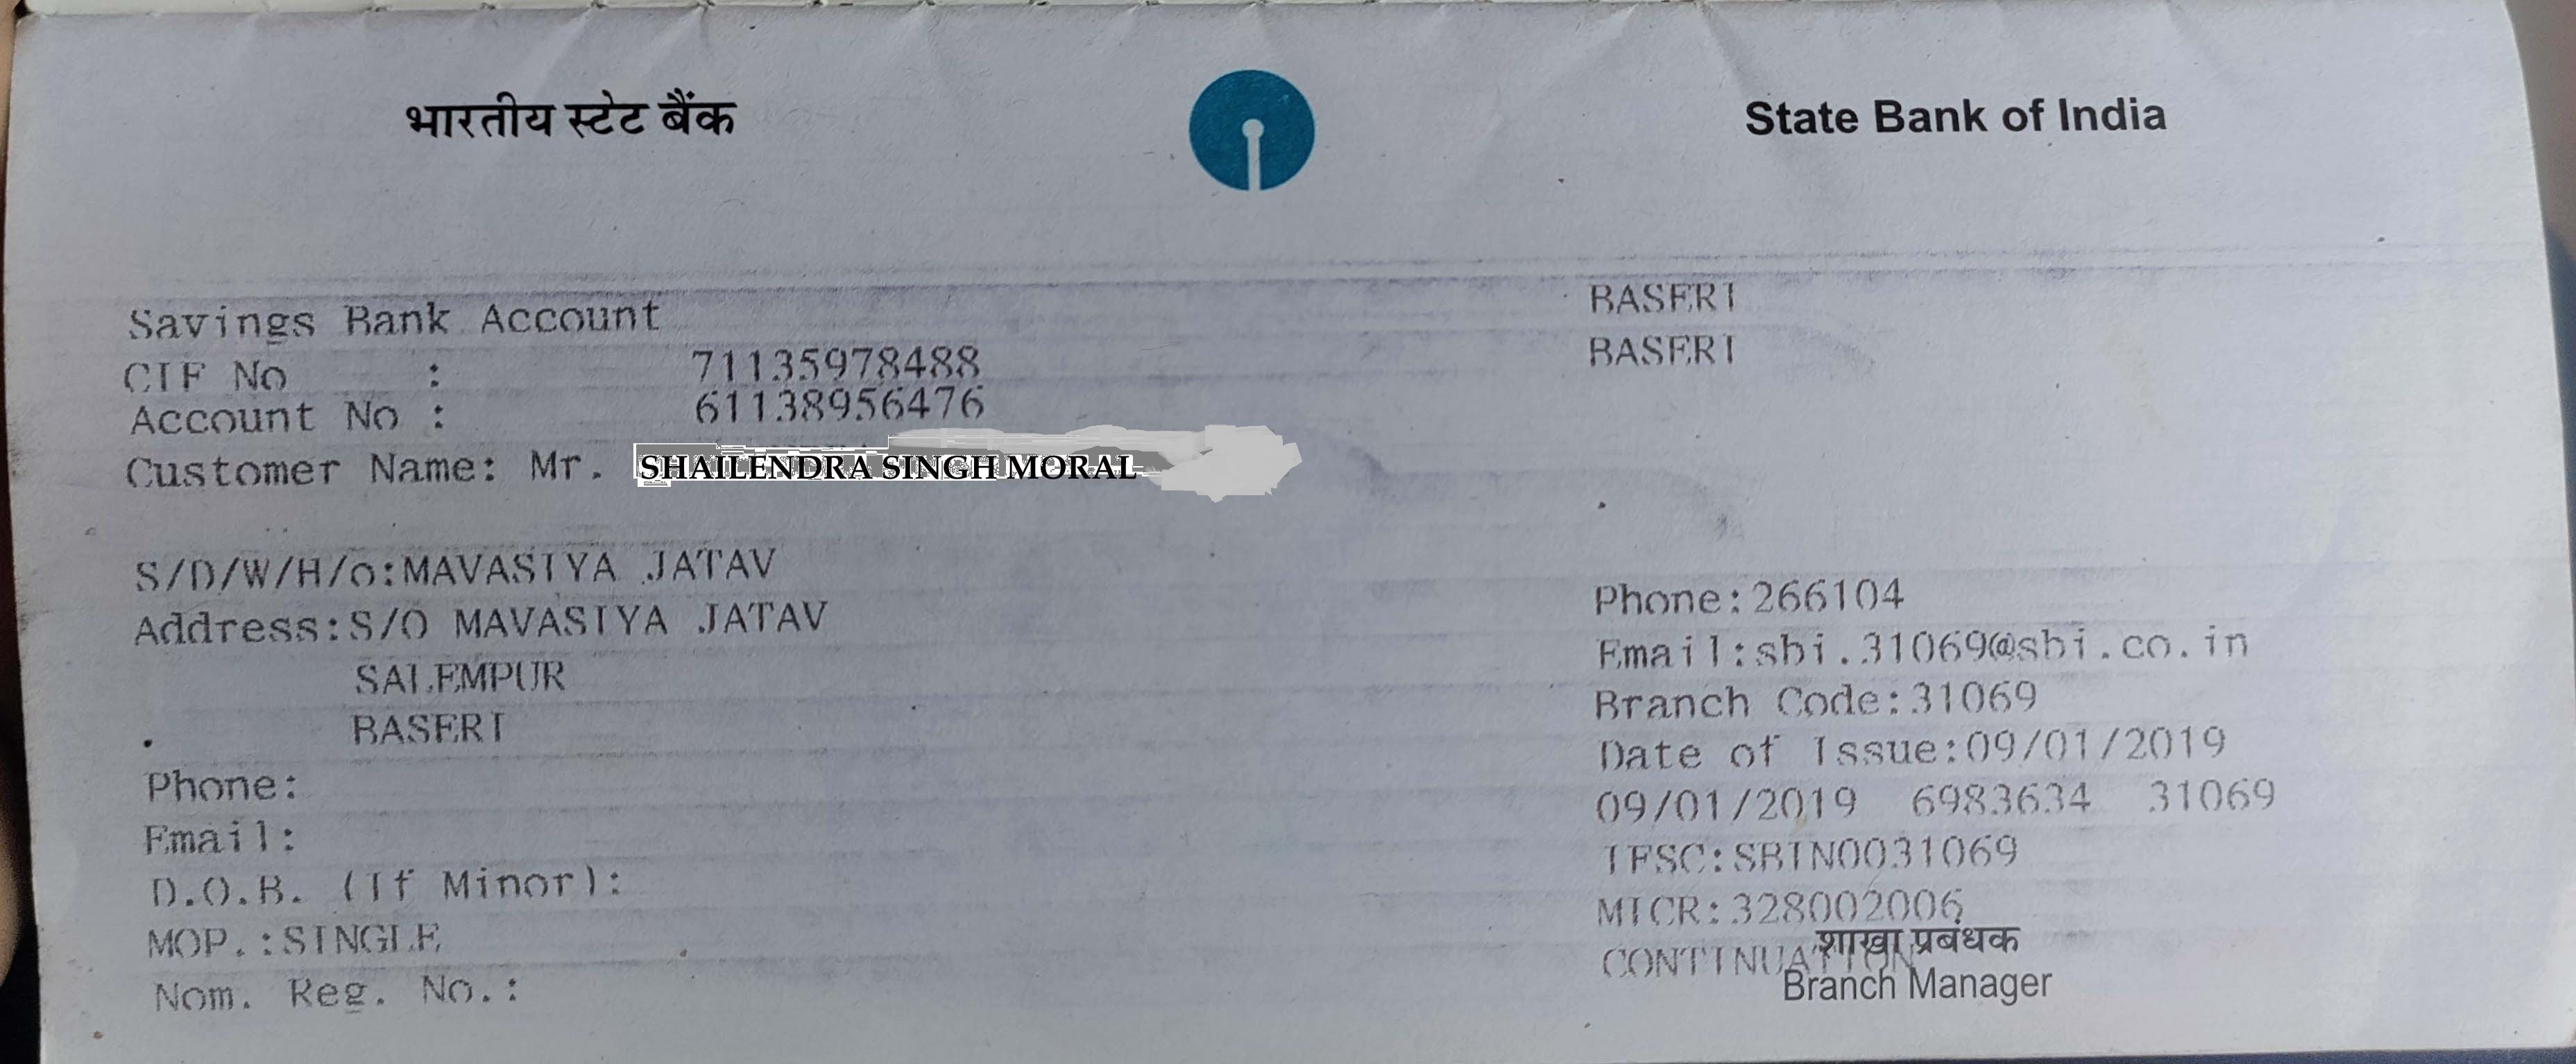 भारतीय स्टेट बैंक
State Bank of India
Savings Bank Account
CIF No : 71135978488
Account No : 61138956476
Customer Name: Mr. SHAILENDRA SINGH MORAL
S/D/W/H/o:MAVASIYA JATAV
Address:S/O MAVASIYA JATAV
SALEMPUR
BASERI
Phone:
Email:
D.O.B. (If Minor):
MOP.:SINGLE
Nom. Reg. No.:
BASERI
BASERI
Phone:266104
Email:sbi.31069@sbi.co.in
Branch Code:31069
Date of Issue:09/01/2019
09/01/2019 6983634 31069
IFSC:SBIN0031069
MICR:328002006
CONTINUATION
शाखा प्रबंधक
Branch Manager